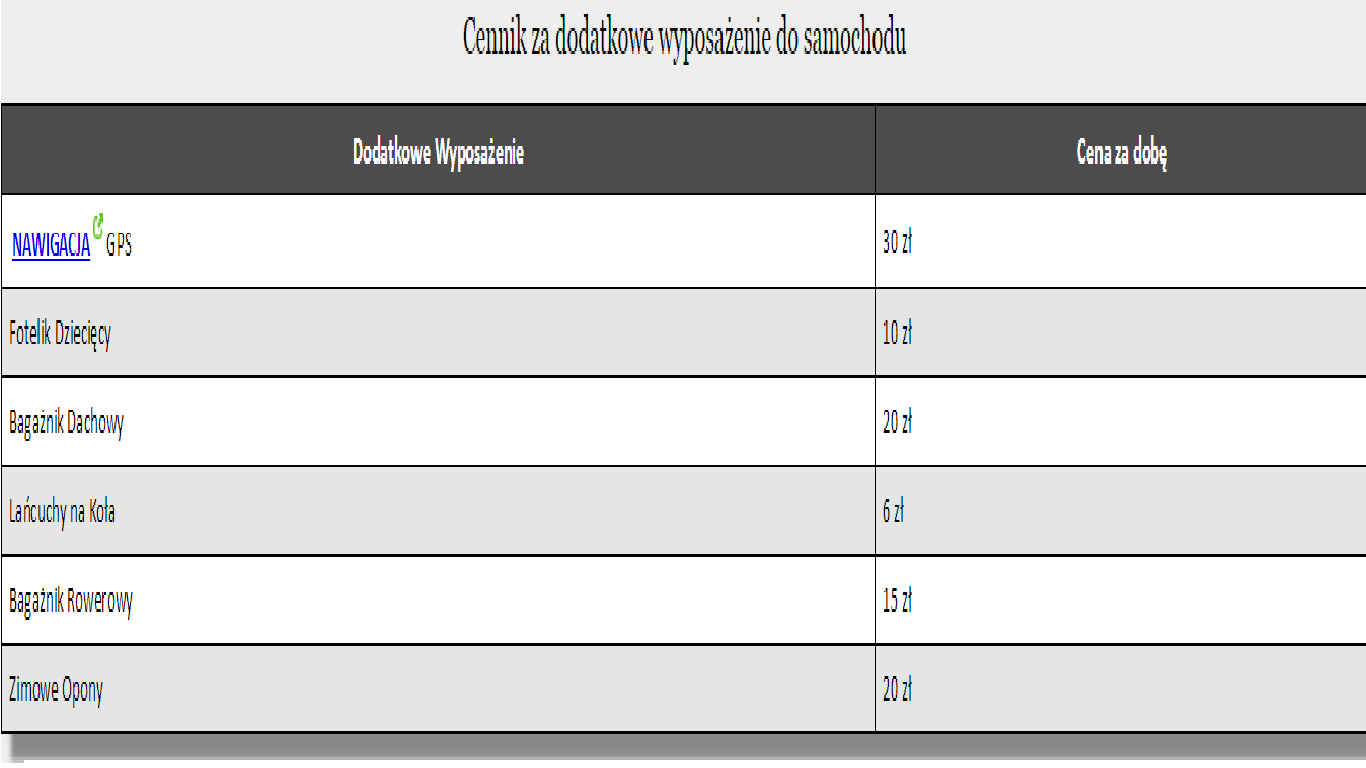 Cennik za dodatkowe wyposażenie do samochodu
Dodatkowe Wyposażenie Cena za dobę
NAWIGACJA GPS 30 zł
Fotelik Dziecięcy 10 zł
Bagażnik Dachowy 20 zł
Lańcuchy na Koła 6 zł
Bagażnik Rowerowy 15 zł
Zimowe Opony 20 zł